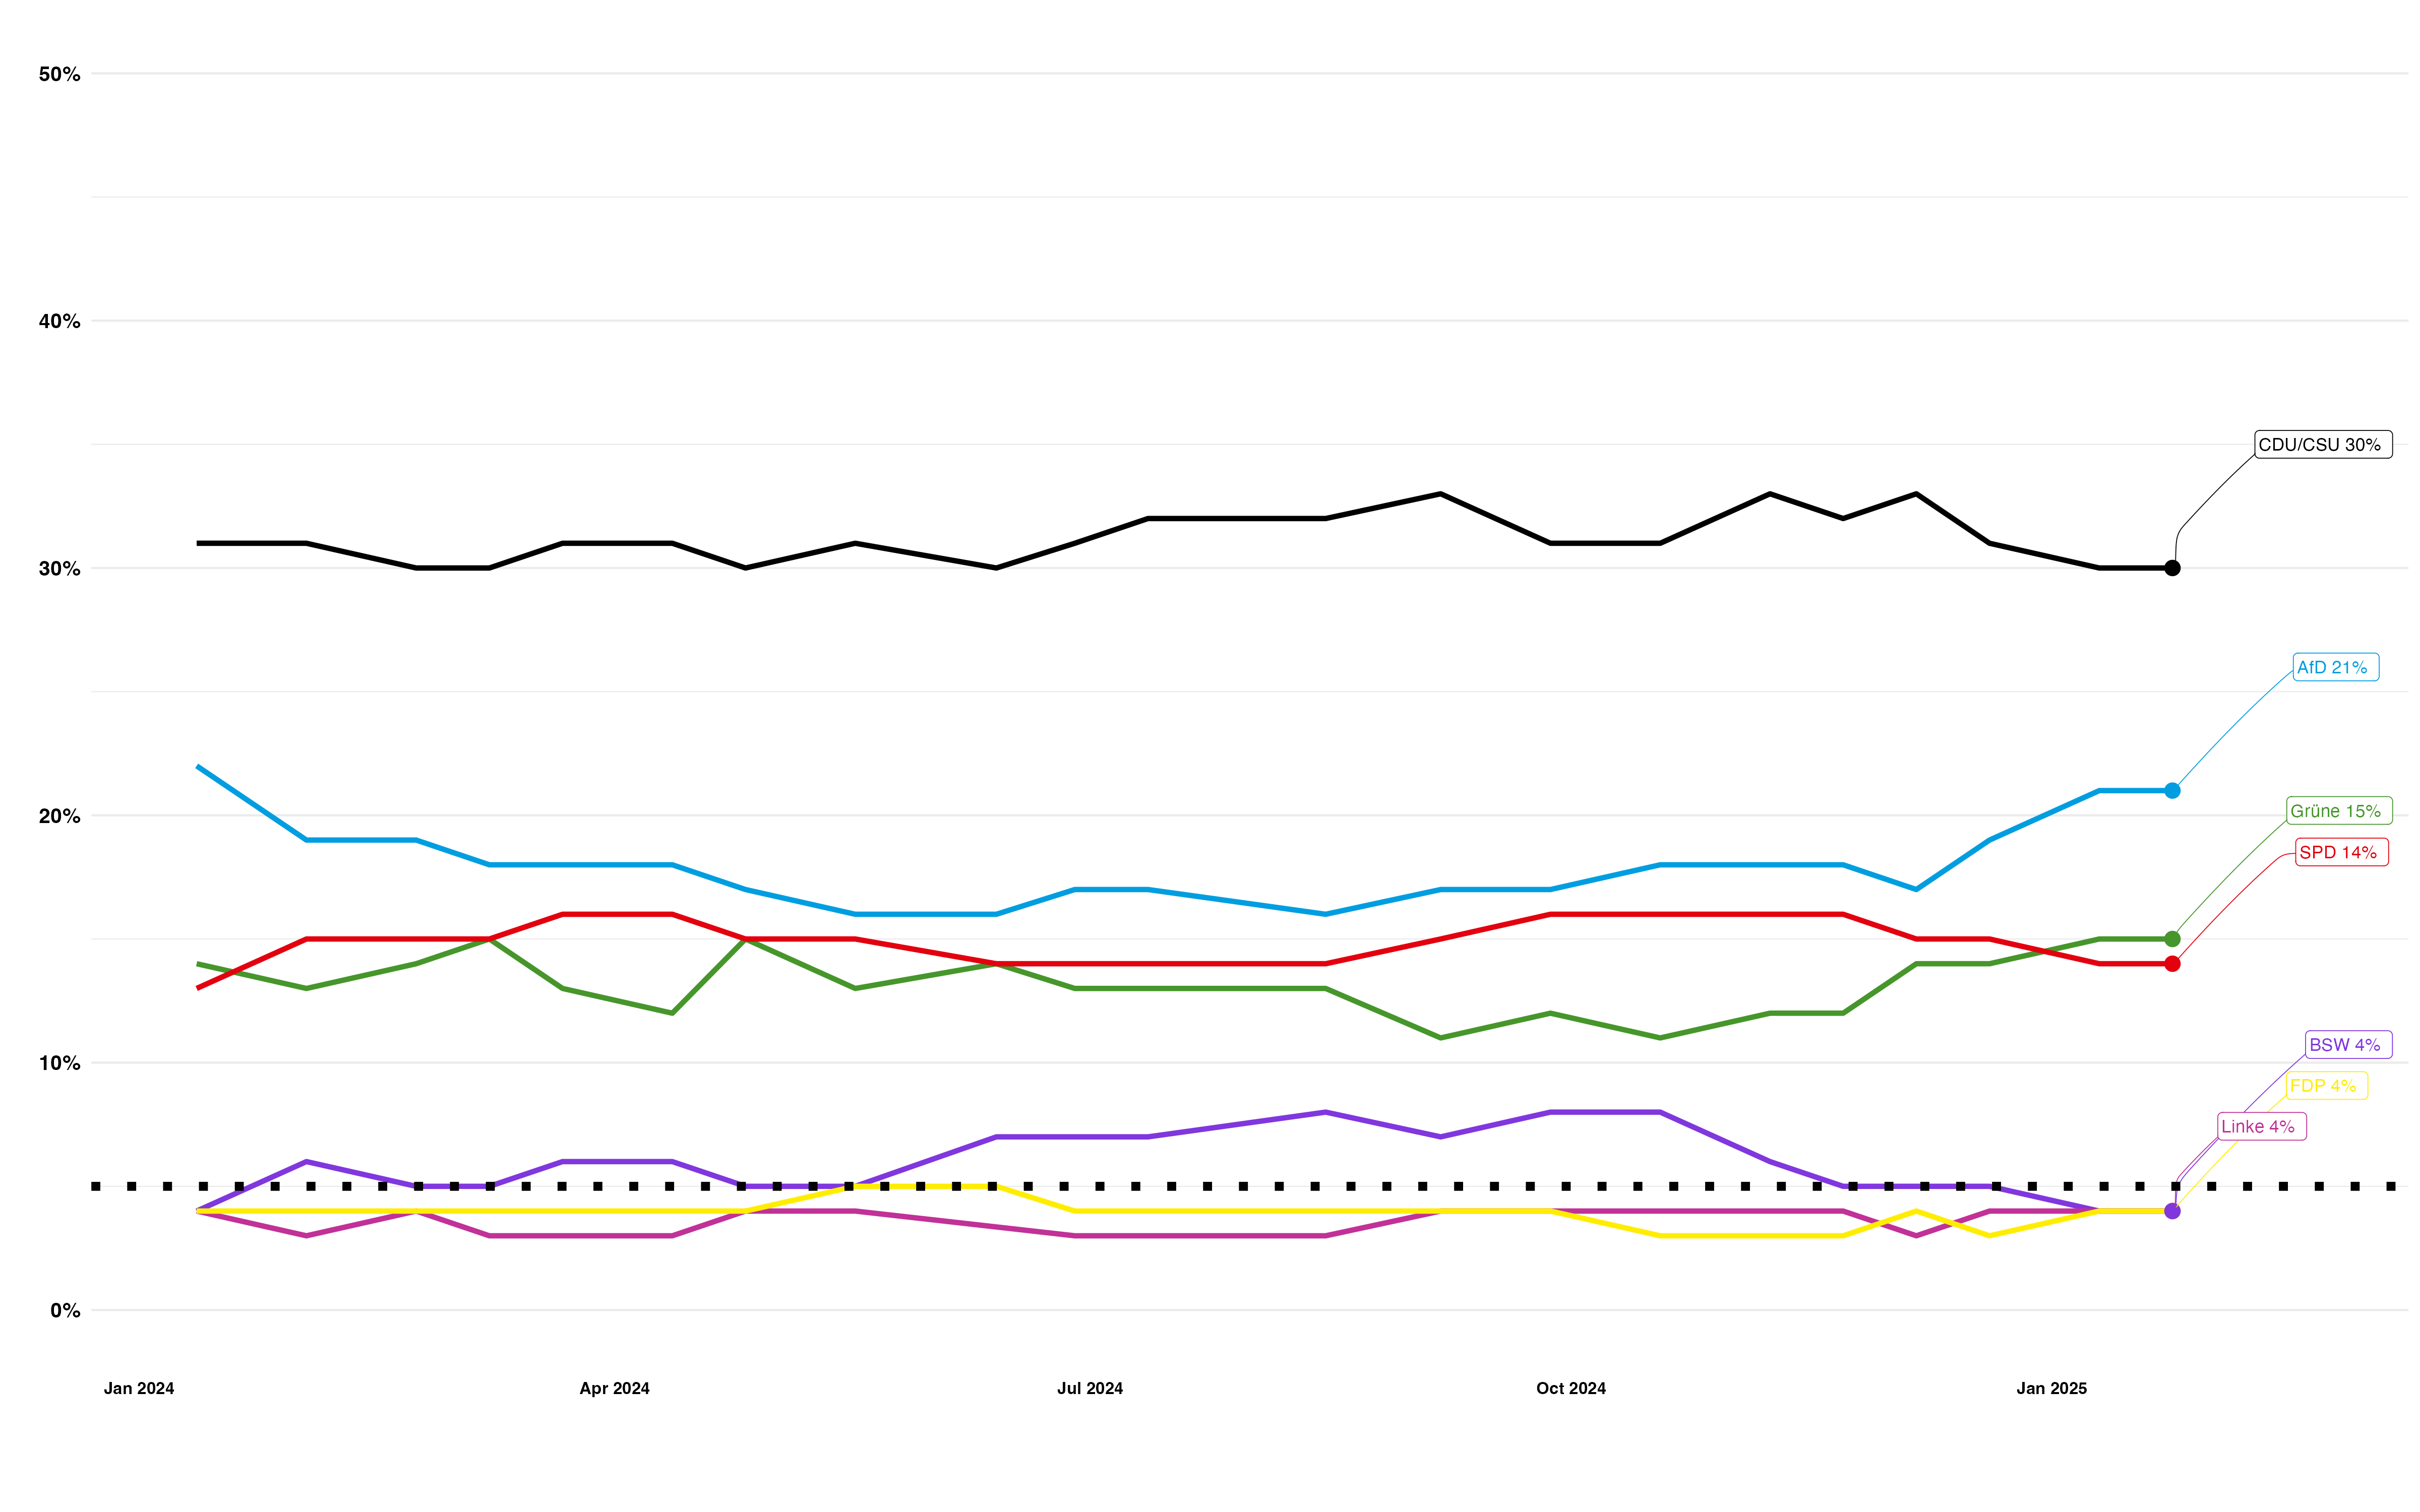 50%
40%
30%
20%
10%
0%
CDU/CSU 30%
AfD 21%
Grüne 15%
SPD 14%
BSW 4%
FDP 4%
Linke 4%
Jan 2024
Apr 2024
Jul 2024
Oct 2024
Jan 2025